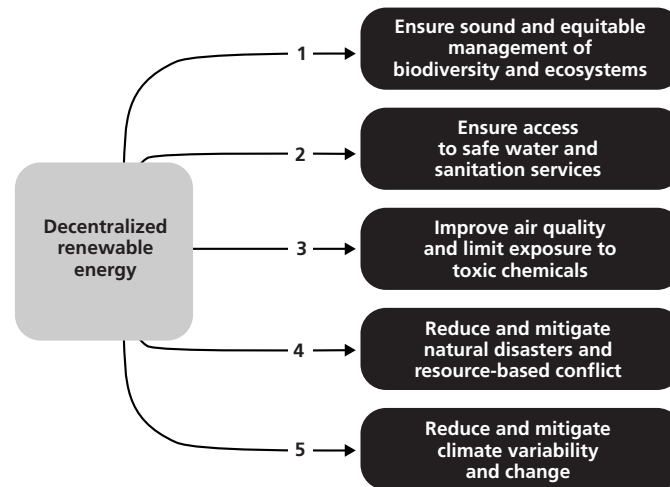 Decentralized
renewable
energy
1
Ensure sound and equitable
management of
biodiversity and ecosystems
2
Ensure access
to safe water and
sanitation services
3
Improve air quality
and limit exposure to
toxic chemicals
4
Reduce and mitigate
natural disasters and
resource-based conflict
5
Reduce and mitigate
climate variability
and change